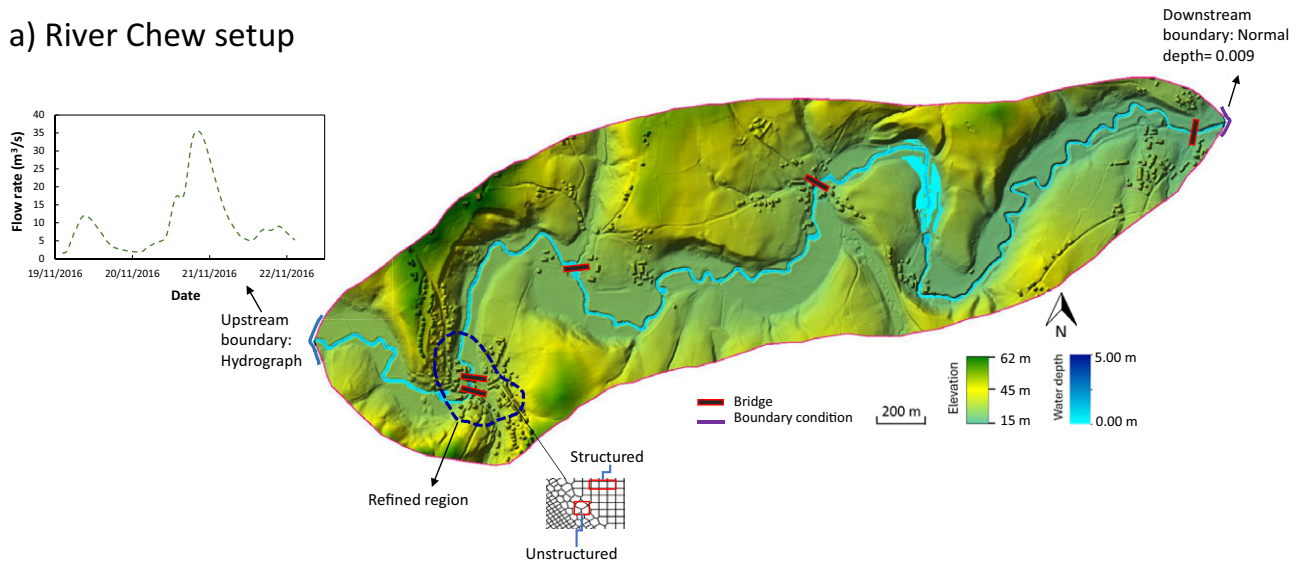 a) River Chew setup
Downstream
boundary: Normal
depth= 0.009
Flow rate (m³/s)
40
35
30
25
20
15
10
5
0
19/11/2016
20/11/2016
21/11/2016
22/11/2016
Date
Upstream
boundary:
Hydrograph
Refined region
Structured
Unstructured
Bridge
Boundary condition
200 m
N
Elevation
62 m
45 m
15 m
Water depth
5.00 m
0.00 m